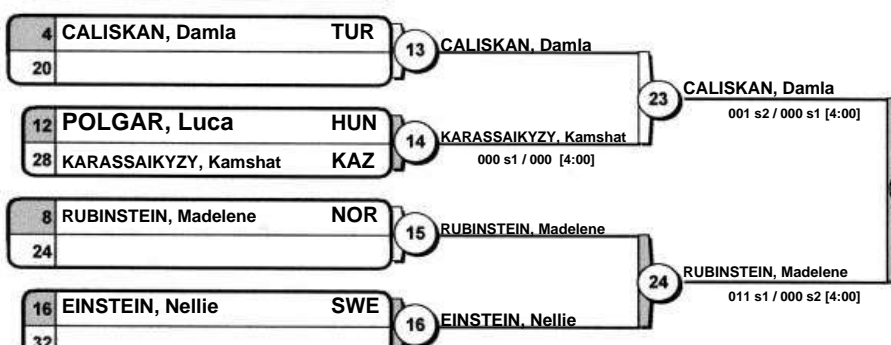 4 CALISKAN, Damla TUR
20
13
CALISKAN, Damla
12 POLGAR, Luca HUN
28 KARASSAIKYZY, Kamshat KAZ
14
KARASSAIKYZY, Kamshat
000 s1 / 000 [4:00]
23
CALISKAN, Damla
001 s2 / 000 s1 [4:00]
8 RUBINSTEIN, Madelene NOR
24
15
RUBINSTEIN, Madelene
16 EINSTEIN, Nellie SWE
32
16
EINSTEIN, Nellie
24
RUBINSTEIN, Madelene
011 s1 / 000 s2 [4:00]